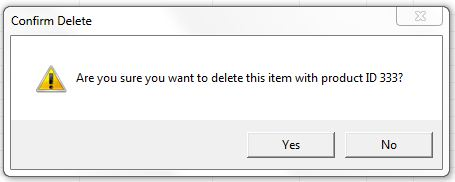 Confirm Delete
Are you sure you want to delete this item with product ID 333?
Yes No